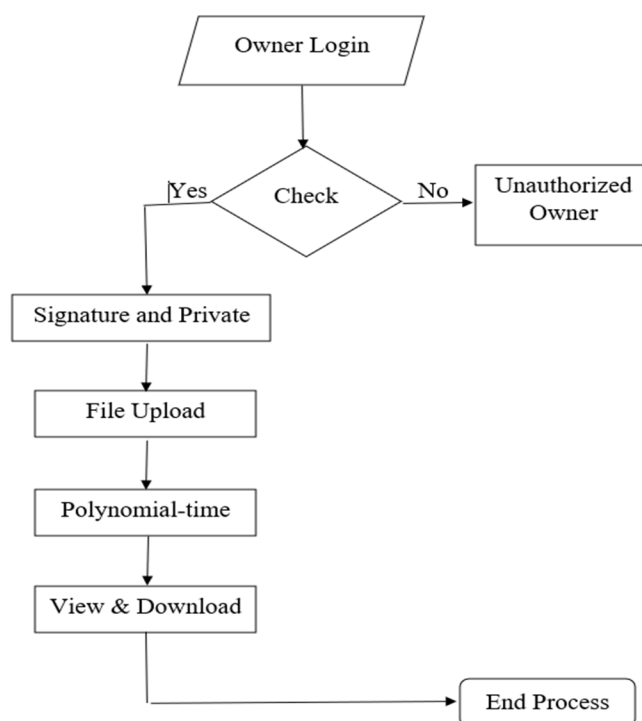 Owner Login
Yes
Check
No
Unauthorized
Owner
Signature and Private
File Upload
Polynomial-time
View & Download
End Process